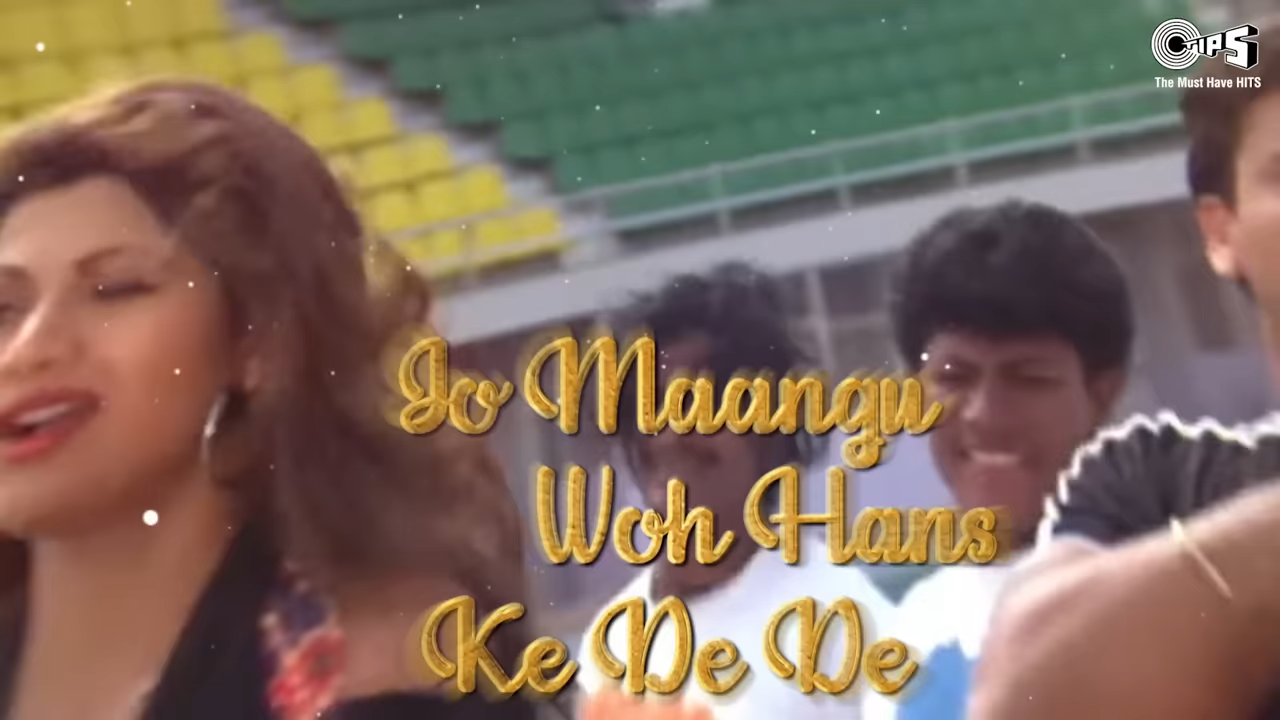 TIPS
The Must Have HITS
Jo Maangu
Woh Hans
Ke De De